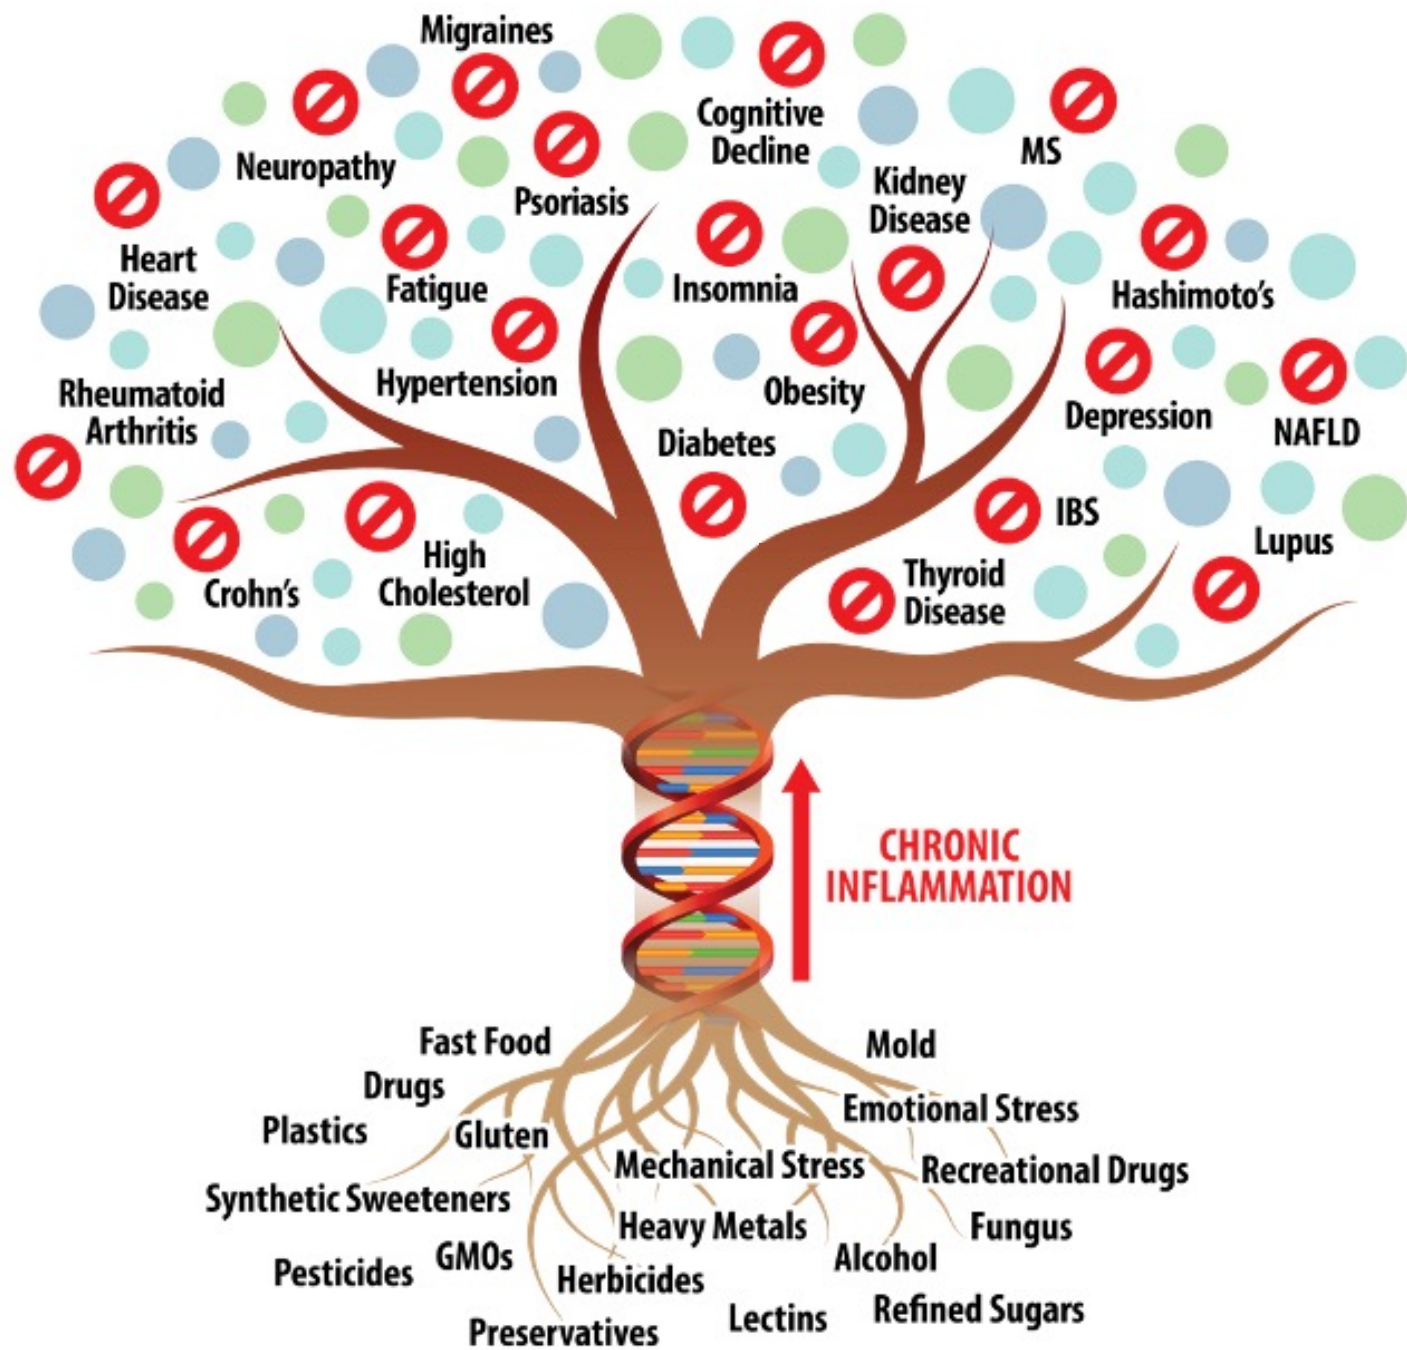 Migraines
Cognitive
Decline
MS
Neuropathy
Psoriasis
Kidney
Disease
Heart
Disease
Fatigue
Insomnia
Hashimoto's
Hypertension
Obesity
Rheumatoid
Arthritis
Diabetes
Depression
NAFLD
IBS
Lupus
Crohn's
High
Cholesterol
Thyroid
Disease
CHRONIC
INFLAMMATION
Fast Food
Mold
Drugs
Emotional Stress
Plastics
Gluten
Mechanical Stress
Recreational Drugs
Synthetic Sweeteners
Heavy Metals
Fungus
GMOs
Alcohol
Pesticides
Herbicides
Refined Sugars
Lectins
Preservatives